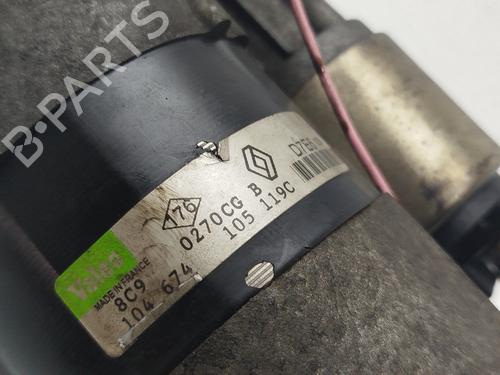 B-PARTS
Valeo
MADE IN FRANCE
8C9
104 674
176
0270CG B
105 119C